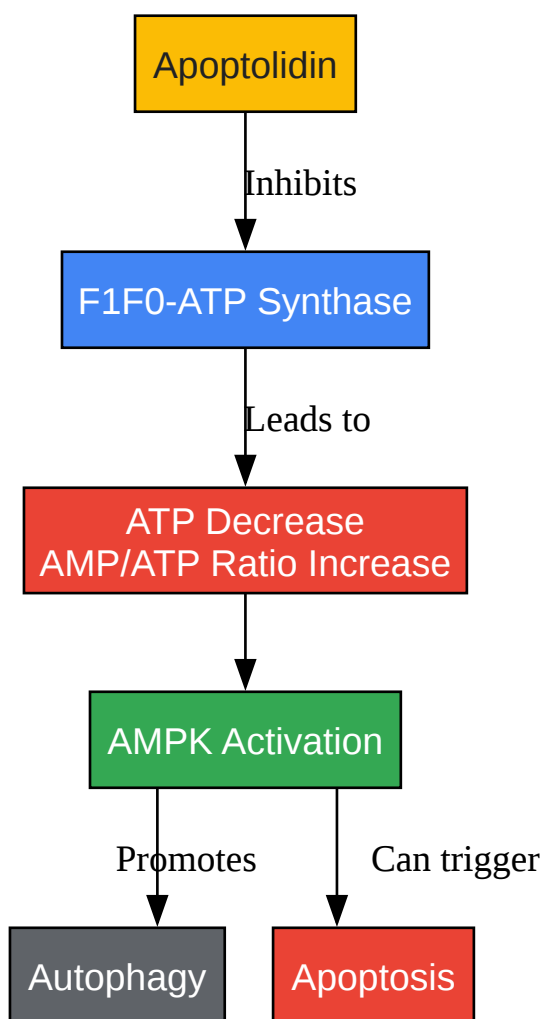 Apoptolidin
Inhibits
F1F0-ATP Synthase
Leads to
ATP Decrease
AMP/ATP Ratio Increase
AMPK Activation
Promotes
Can trigger
Autophagy
Apoptosis